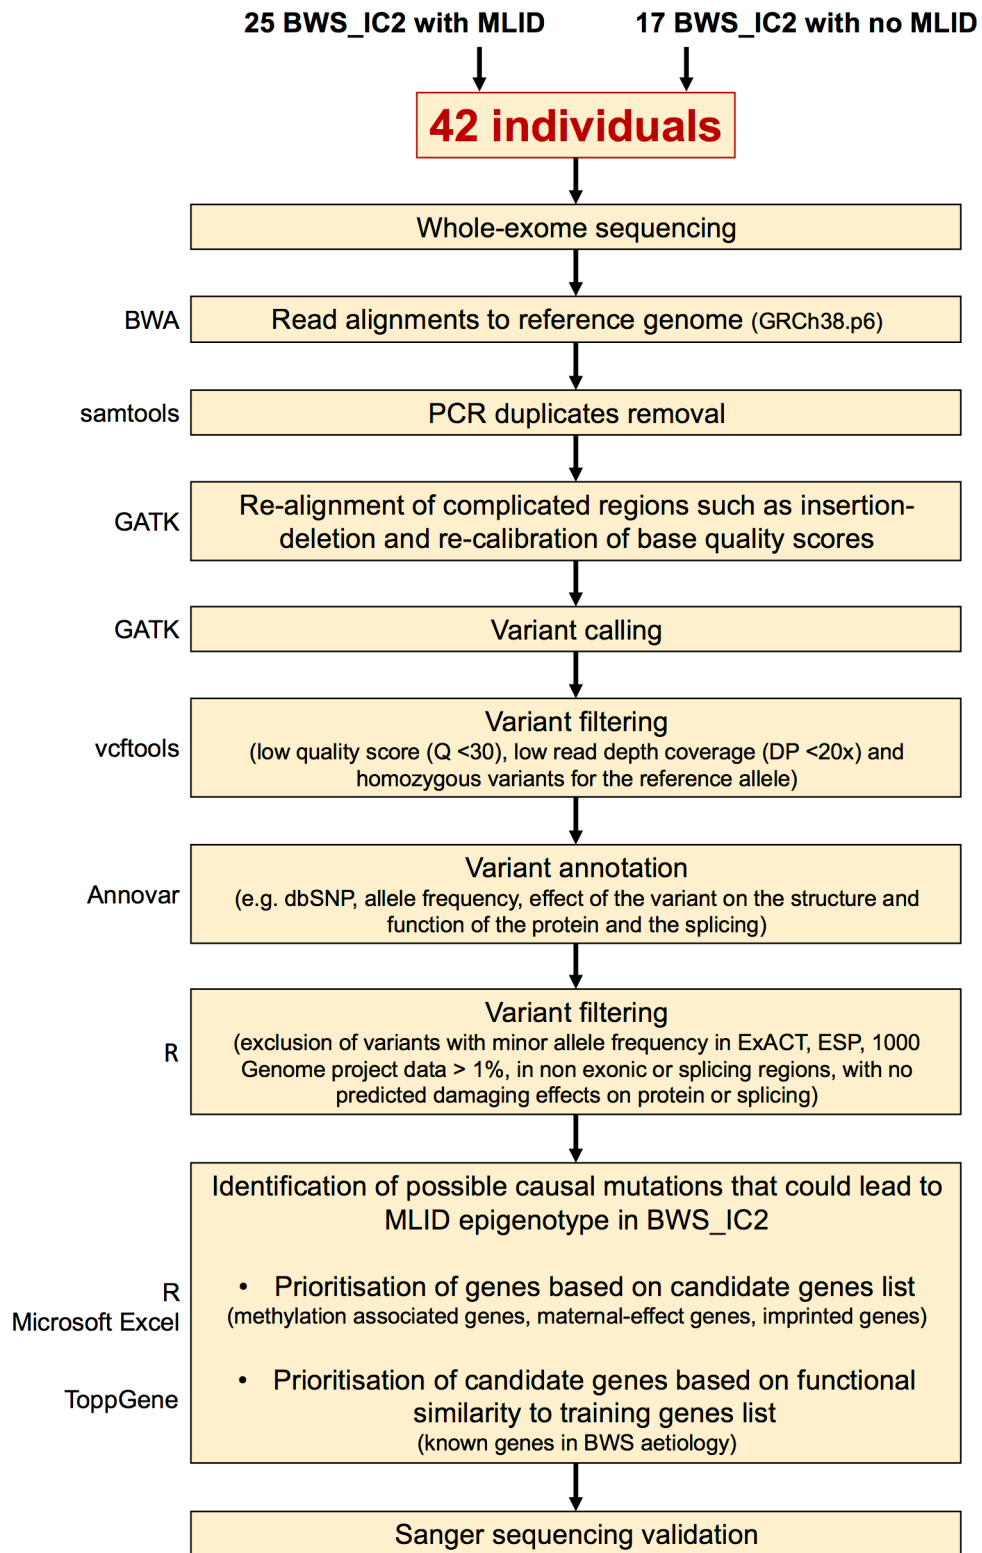 25 BWS_IC2 with MLID
17 BWS_IC2 with no MLID
42 individuals
Whole-exome sequencing
BWA
Read alignments to reference genome (GRCh38.p6)
samtools
PCR duplicates removal
GATK
Re-alignment of complicated regions such as insertion-
deletion and re-calibration of base quality scores
GATK
Variant calling
vcftools
Variant filtering
(low quality score (Q <30), low read depth coverage (DP <20x) and
homozygous variants for the reference allele)
Annovar
Variant annotation
(e.g. dbSNP, allele frequency, effect of the variant on the structure and
function of the protein and the splicing)
R
Variant filtering
(exclusion of variants with minor allele frequency in ExACT, ESP, 1000
Genome project data > 1%, in non exonic or splicing regions, with no
predicted damaging effects on protein or splicing)
Identification of possible causal mutations that could lead to
MLID epigenotype in BWS_IC2
R
Microsoft Excel
• Prioritisation of genes based on candidate genes list
(methylation associated genes, maternal-effect genes, imprinted genes)
ToppGene
• Prioritisation of candidate genes based on functional
similarity to training genes list
(known genes in BWS aetiology)
Sanger sequencing validation